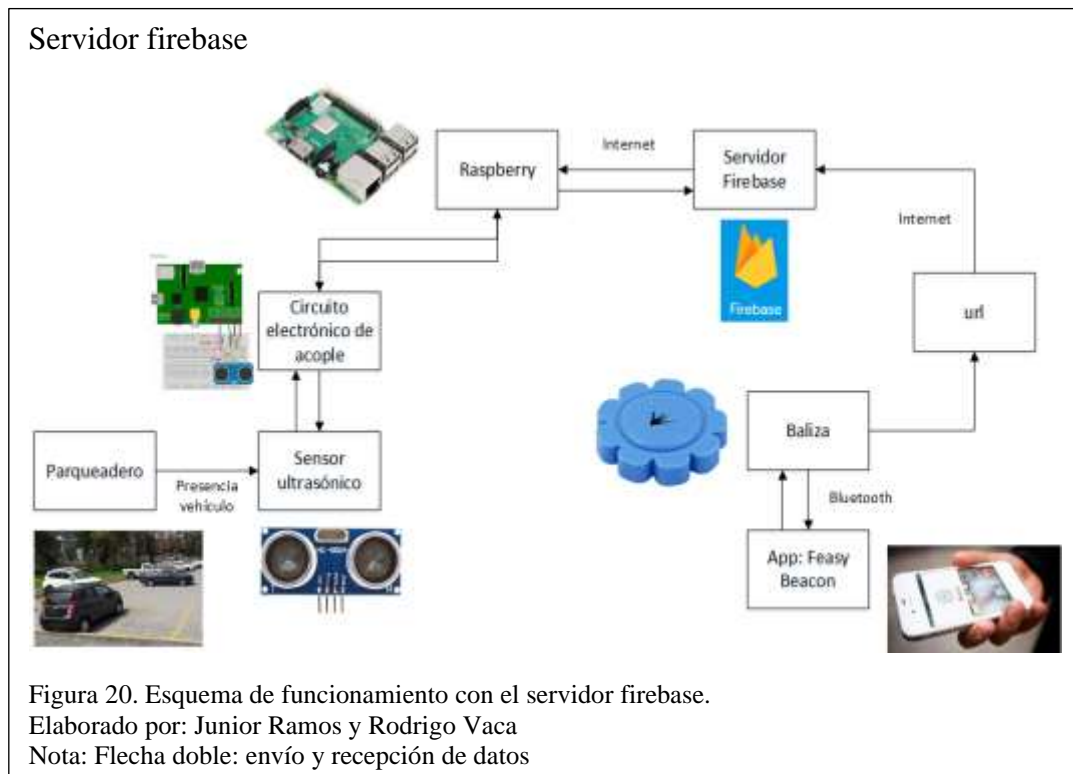 Servidor firebase
Raspberry
Internet
Servidor
Firebase
Internet
Firebase
Circuito
electrónico de
acople
url
Parqueadero
Presencia
vehículo
Sensor
ultrasónico
Baliza
Bluetooth
App: Feasy
Beacon
Figura 20. Esquema de funcionamiento con el servidor firebase.
Elaborado por: Junior Ramos y Rodrigo Vaca
Nota: Flecha doble: envío y recepción de datos